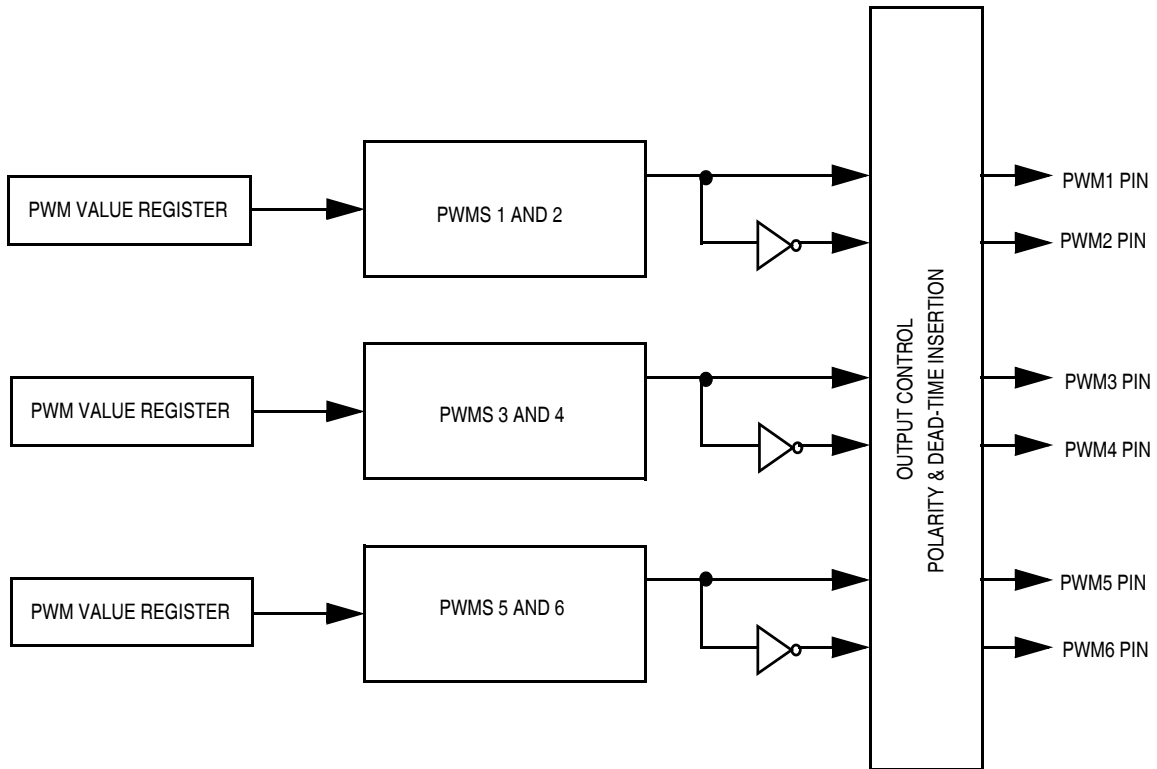 PWM VALUE REGISTER
PWMS 1 AND 2
PWM1 PIN
PWM2 PIN
PWM VALUE REGISTER
PWMS 3 AND 4
PWM3 PIN
PWM4 PIN
PWM VALUE REGISTER
PWMS 5 AND 6
PWM5 PIN
PWM6 PIN
OUTPUT CONTROL
POLARITY & DEAD-TIME INSERTION